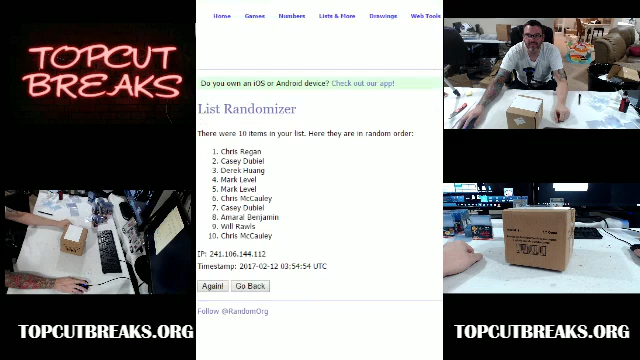 TOPCUT
BREAKS
Home Games Numbers Lists & More Drawings Web Tools
Do you own an iOS or Android device? Check out our app!
List Randomizer
There were 10 items in your list. Here they are in random order:
1. Chris Regan
2. Casey Dubiel
3. Derek Huang
4. Mark Level
5. Mark Level
6. Chris McCauley
7. Casey Dubiel
8. Amaral Benjamin
9. Will Rawls
10. Chris McCauley
IP: 241.106.144.112
Timestamp: 2017-02-12 03:54:54 UTC
Again! Go Back
Follow @RandomOrg
TOPCUTBREAKS.ORG
TOPCUTBREAKS.ORG